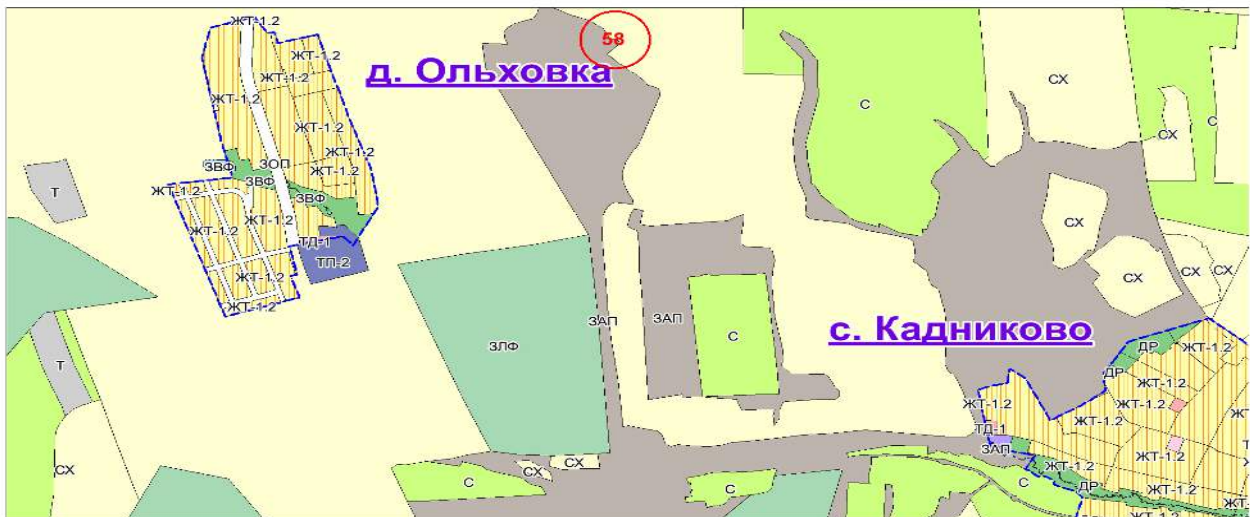 ЖТ-1.2
58
д. Ольховка
ЖТ-1.2
СХ
ЖТ-1.2
С
ЖТ-1.2
СХ
С
ЖТ-1.2
ЗВФ
ЗОП
ЖТ-1.2
Т
ЗВФ
ЖТ-1.2
ЗВФ
ЖТ-1.2
ЖТ-1.2
СХ
ТД-1
ТП-2
ЖТ-1.2
СХ
СХ
СХ
ЖТ-1.2
ЗАП
ЗАП
с. Кадниково
С
ЗЛФ
ДР
ЖТ-1.2
Т
ДР
ЖТ-1.2
ЖТ-1.2
ЖТ-1.2
ЖТ-1.2
ТД-1
ЗАП
СХ
СХ
СХ
ЖТ-1.2
ЖТ-1.2
С
С
С
ДР
ЖТ-1.2